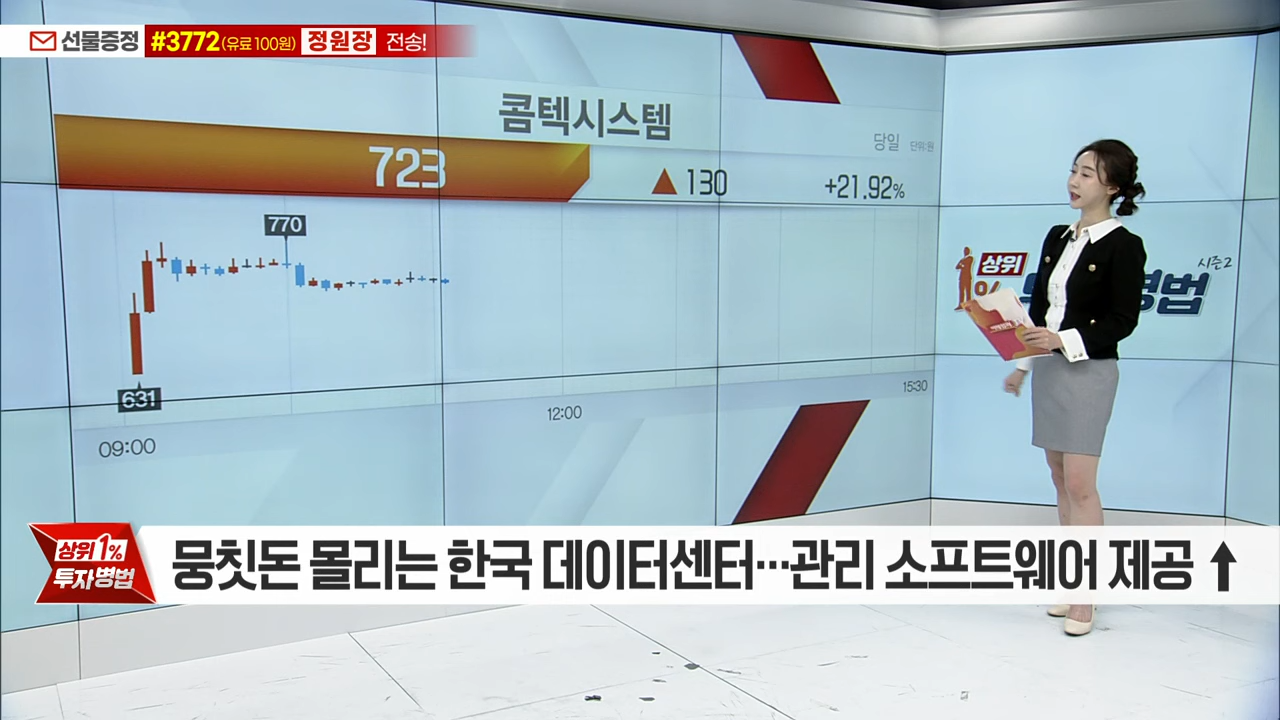 선물증정 #3772(유료 100원) 정원장 전송!
콤텍시스템
당일 단위:원
723 ▲ 130 +21.92%
770
631
09:00
12:00
15:30
상위
1%
병법
시즌2
상위 1%
투자병법
뭉칫돈 몰리는 한국 데이터센터…관리 소프트웨어 제공 ↑